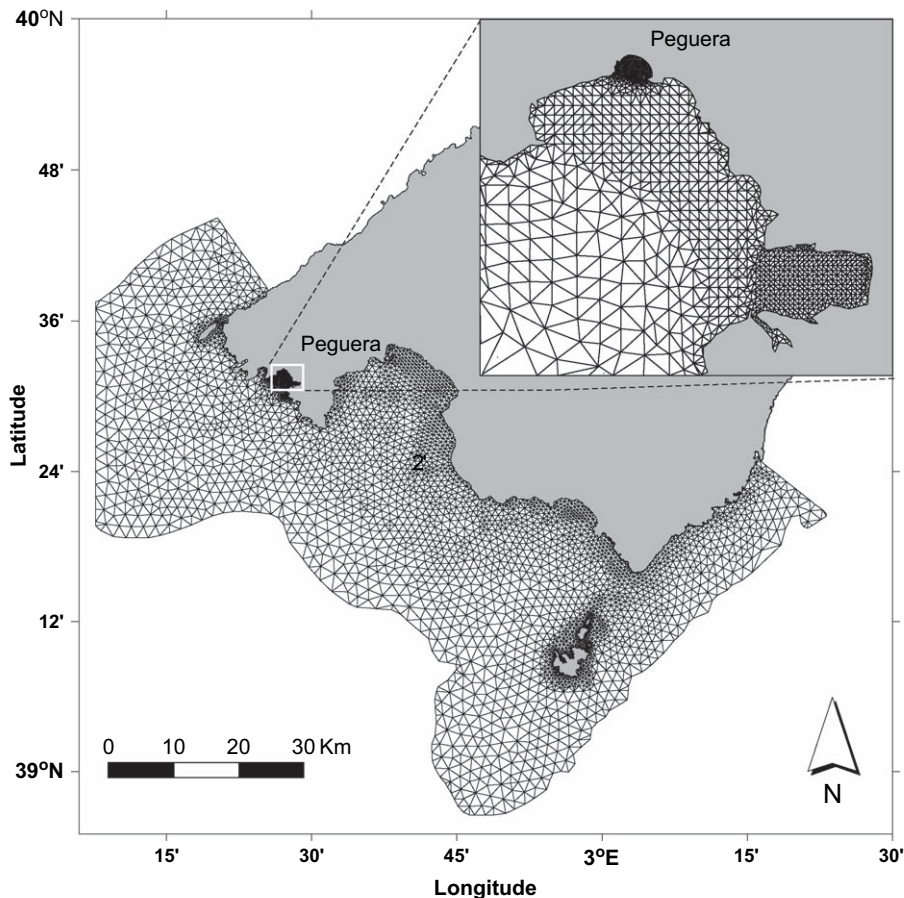 40°N
Peguera
48'
36'
Peguera
Latitude
24'
2'
12'
0 10 20 30 Km
39°N
N
15' 30' 45' 3°E 15' 30'
Longitude